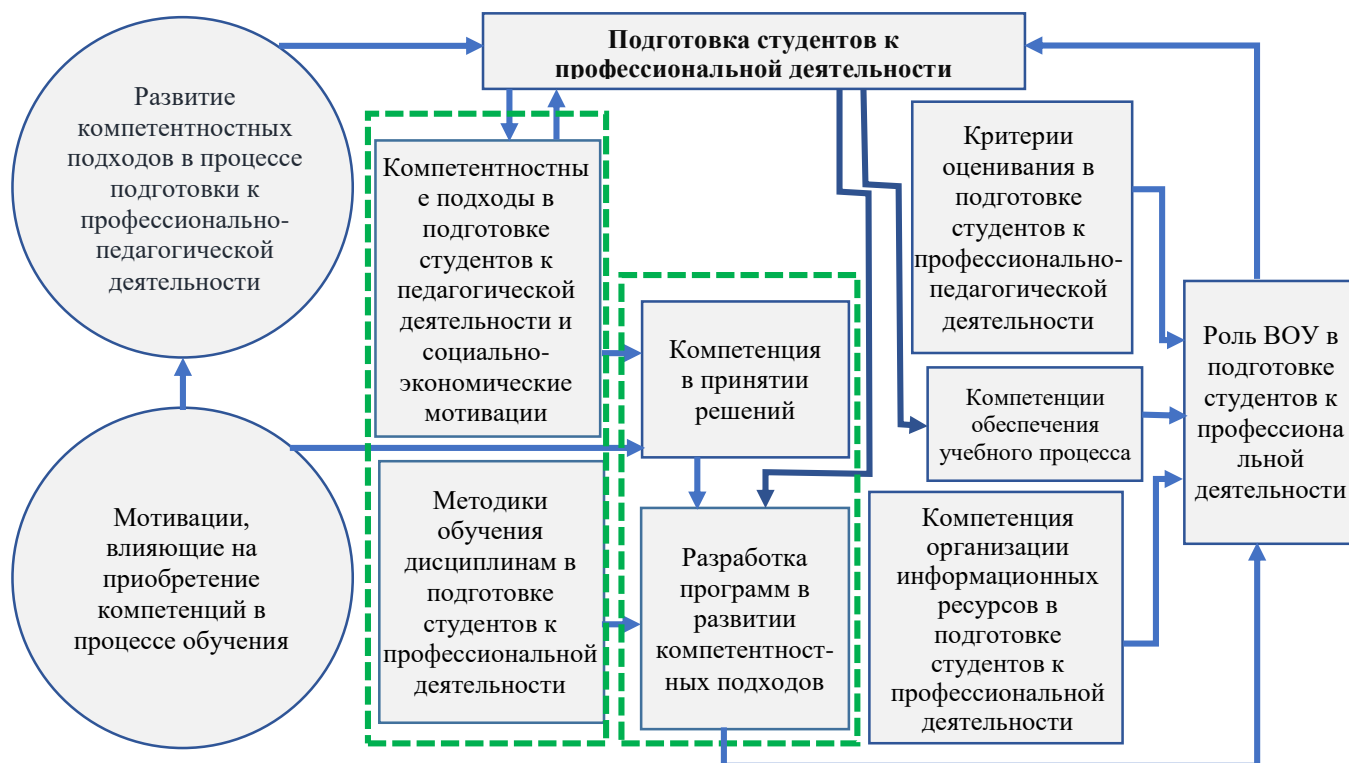 Подготовка студентов к
профессиональной деятельности
Развитие
компетентностных
подходов в процессе
подготовки к
профессионально-
педагогической
деятельности
Компетентностны
е подходы в
подготовке
студентов к
педагогической
деятельности и
социально-
экономические
мотивации
Критерии
оценивания в
подготовке
студентов к
профессионально-
педагогической
деятельности
Компетенция
в принятии
решений
Роль ВОУ в
подготовке
студентов к
профессиона
льной
деятельности
Компетенции
обеспечения
учебного процесса
Мотивации,
влияющие на
приобретение
компетенций в
процессе обучения
Методики
обучения
дисциплинам в
подготовке
студентов к
профессиональной
деятельности
Разработка
программ в
развитии
компетентност-
ных подходов
Компетенция
организации
информационных
ресурсов в
подготовке
студентов к
профессиональной
деятельности